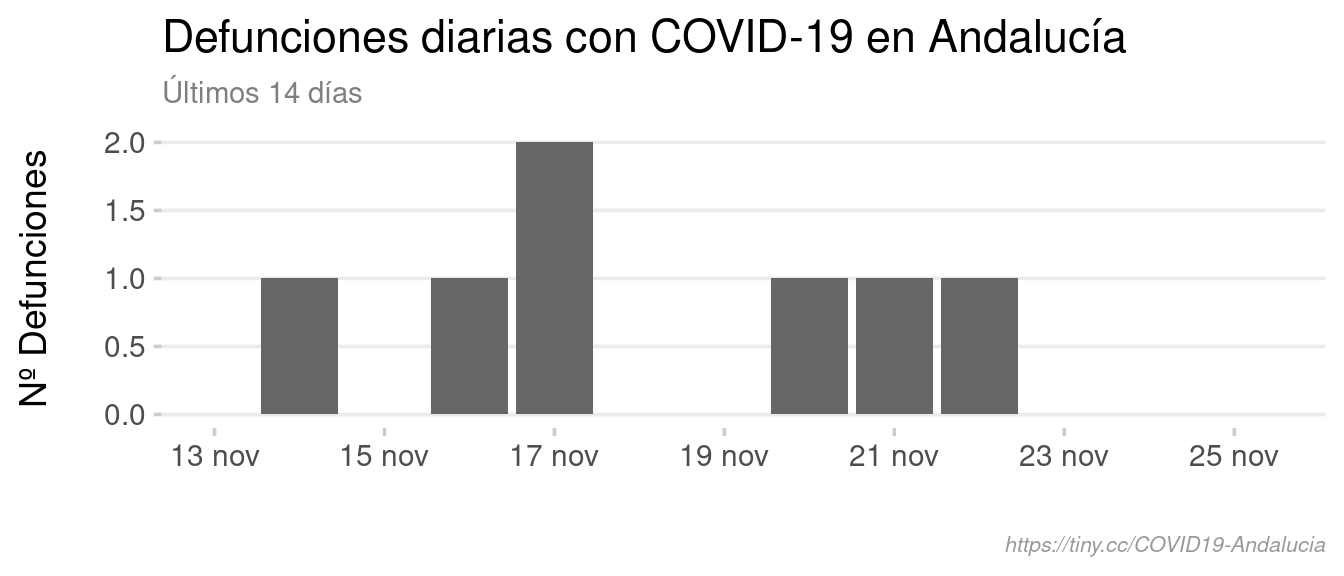 Defunciones diarias con COVID-19 en Andalucía
Últimos 14 días
Nº Defunciones
2.0
1.5
1.0
0.5
0.0
13 nov 15 nov 17 nov 19 nov 21 nov 23 nov 25 nov
https://tiny.cc/COVID19-Andalucia